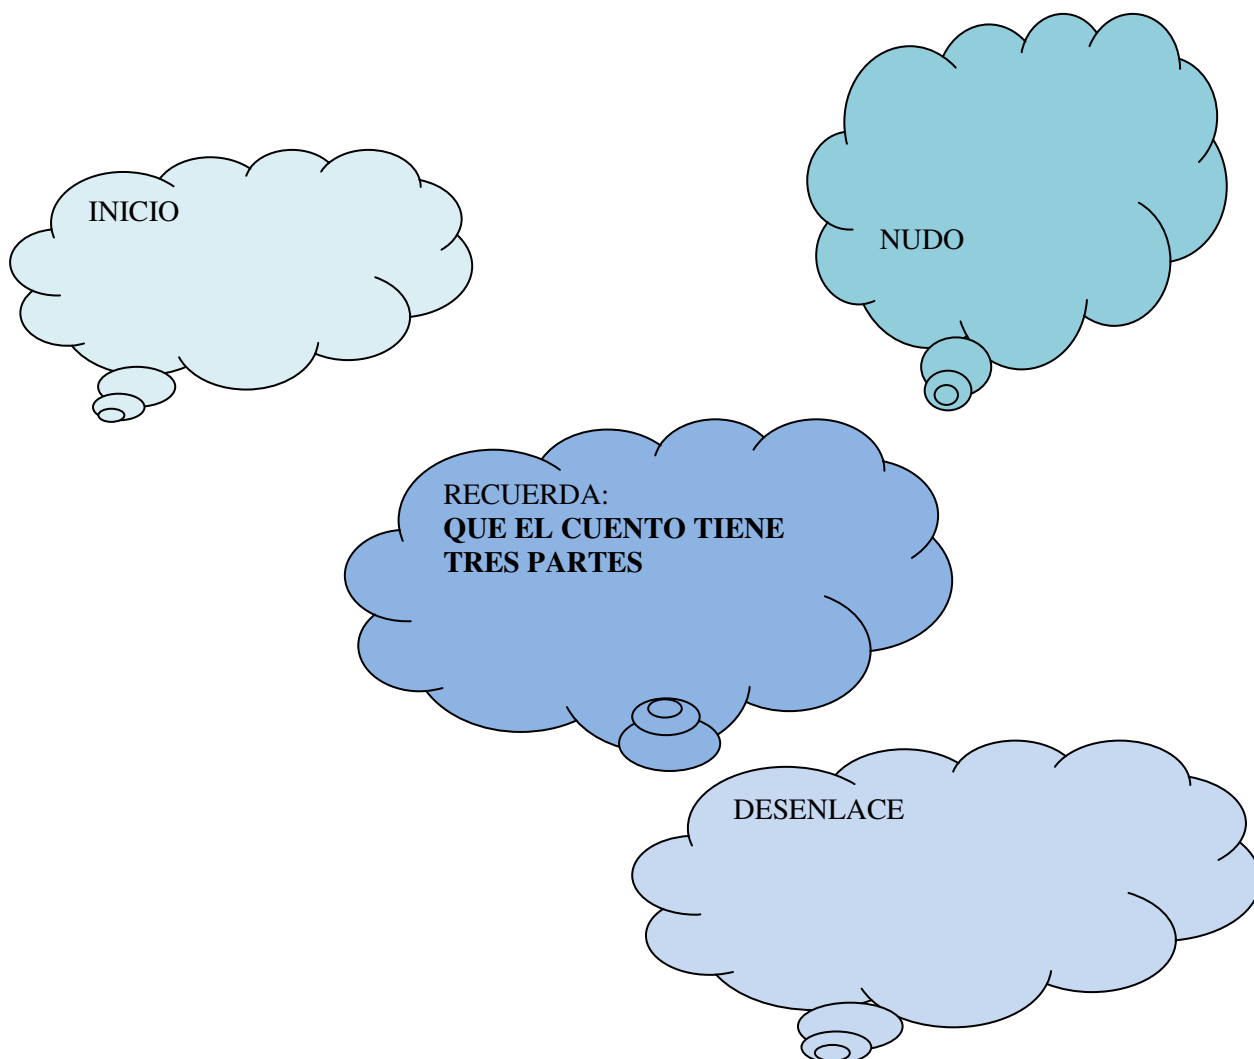 INICIO
NUDO
RECUERDA:
QUE EL CUENTO TIENE
TRES PARTES
DESENLACE